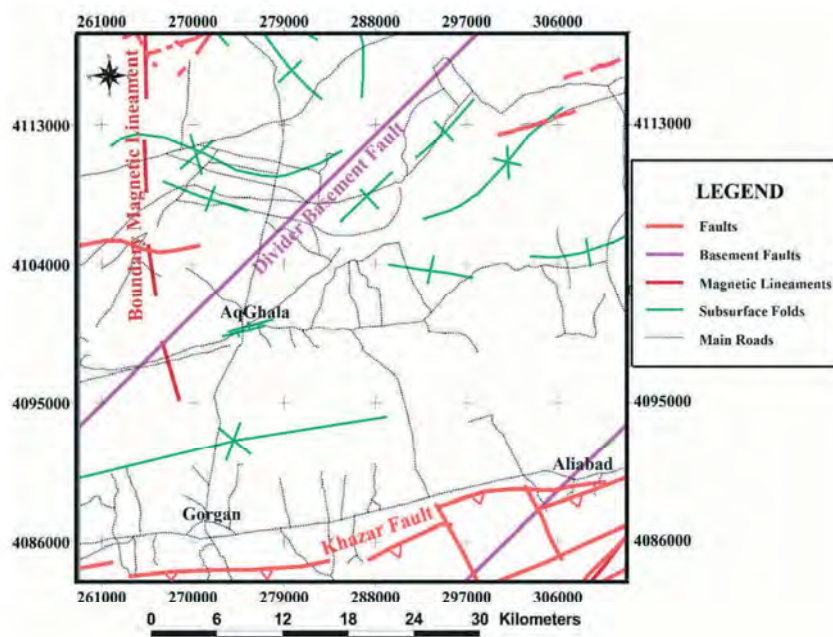 261000 270000 279000 288000 297000 306000
4113000
4113000
Boundary Magnetic Lineament
Divider Basement Fault
LEGEND
Faults
Basement Faults
Magnetic Lineaments
Subsurface Folds
Main Roads
4104000
4104000
AqGhala
4095000
4095000
Aliabad
Gorgan
Khazar Fault
4086000
4086000
261000 270000 279000 288000 297000 306000
0 6 12 18 24 30 Kilometers